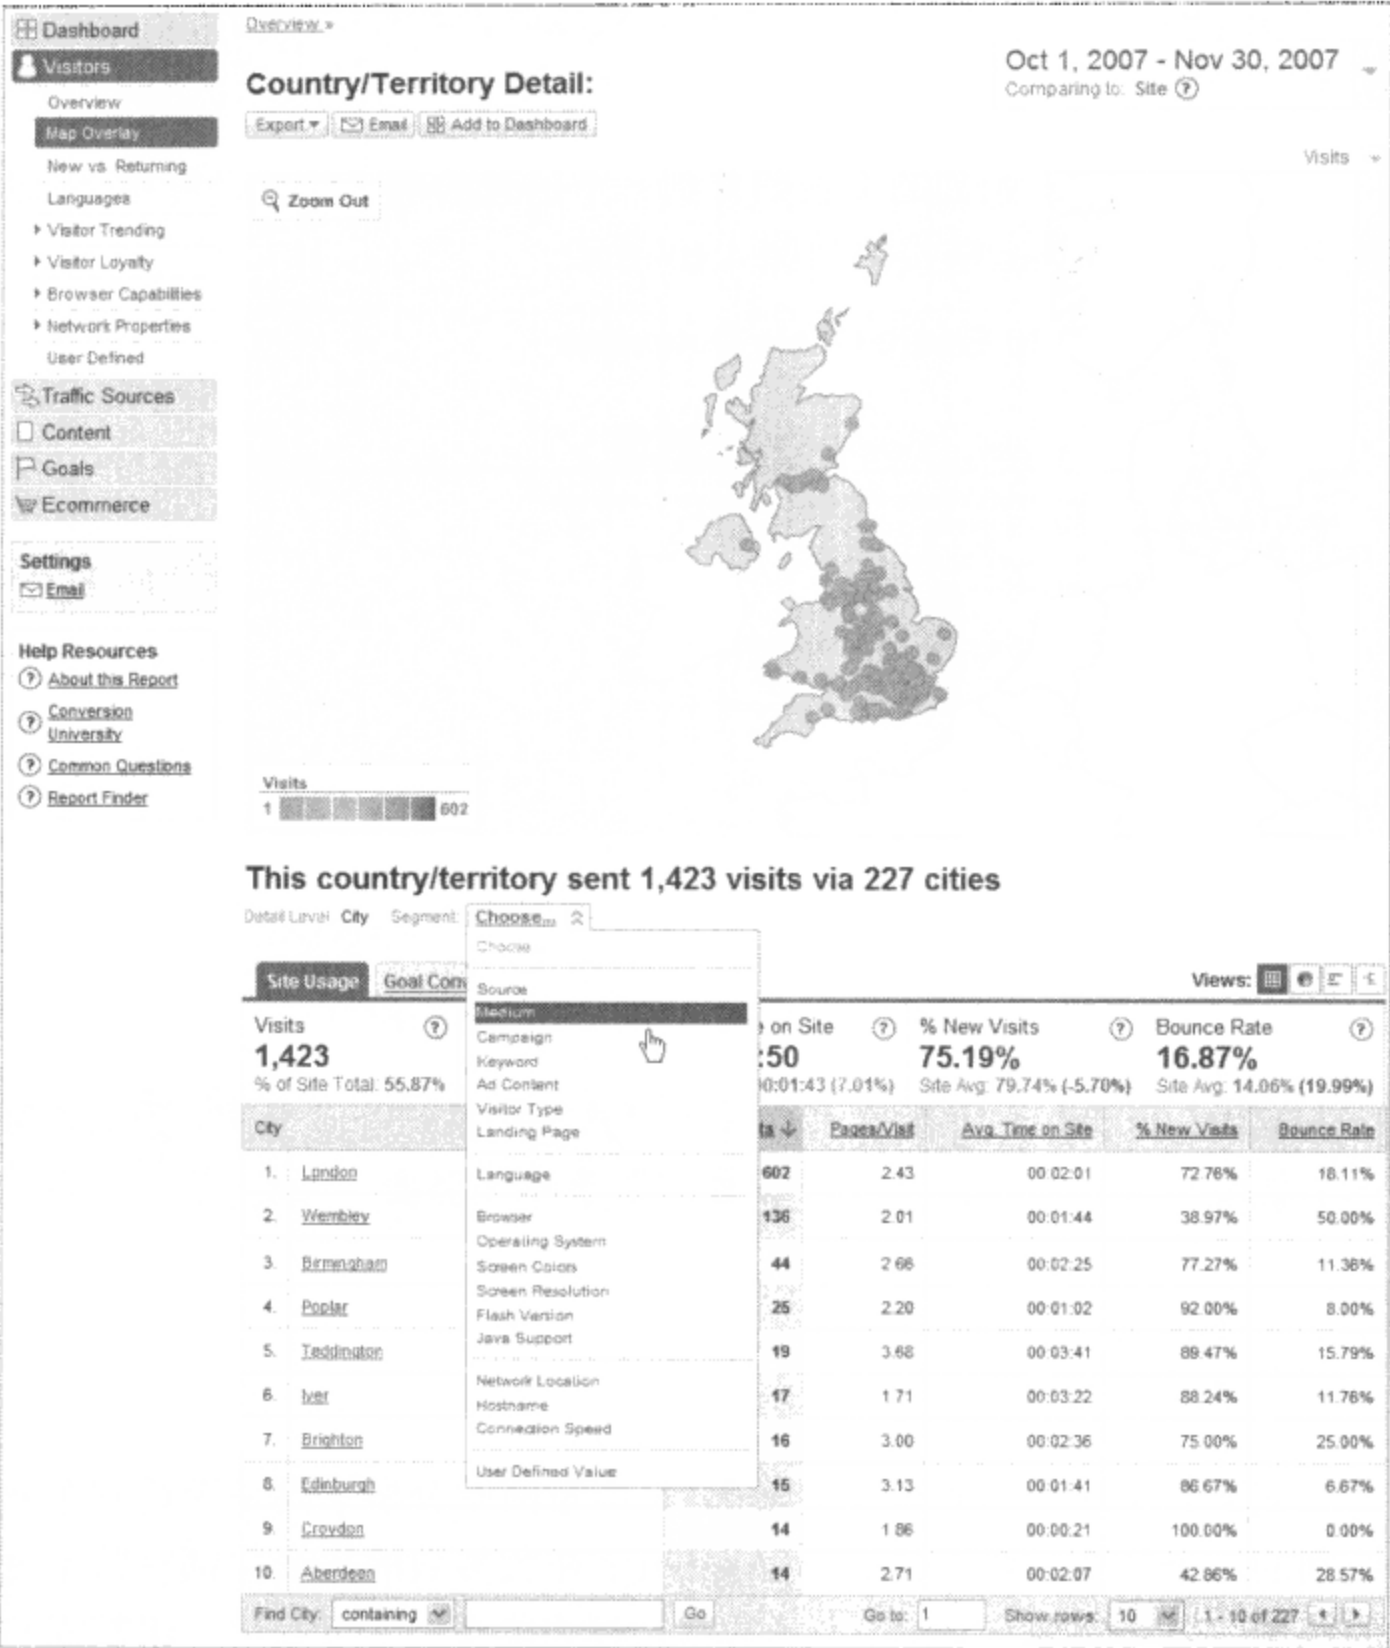 Dashboard
Visitors
Overview
Map Overlay
New vs. Returning
Languages
Visitor Trending
Visitor Loyalty
Browser Capabilities
Network Properties
User Defined
Traffic Sources
Content
Goals
Ecommerce
Settings
Email
Help Resources
? About this Report
? Conversion
University
? Common Questions
? Report Finder
Overview »
Country/Territory Detail:
Oct 1, 2007 - Nov 30, 2007
Comparing to: Site ?
Export Email Add to Dashboard
Visits
Zoom Out
Visits
1 602
This country/territory sent 1,423 visits via 227 cities
Detail Level: City Segment: Choose...
Choose
Source
Medium
Campaign
Keyword
Ad Content
Visitor Type
Landing Page
Language
Browser
Operating System
Screen Colors
Screen Resolution
Flash Version
Java Support
Network Location
Hostname
Connection Speed
User Defined Value
Site Usage Goal Con
Views:
Visits ? e on Site ? % New Visits ? Bounce Rate ?
1,423 :50 75.19% 16.87%
% of Site Total: 55.87% 00:01:43 (7.01%) Site Avg: 79.74% (-5.70%) Site Avg: 14.06% (19.99%)
City ts Pages/Visit Avg. Time on Site % New Visits Bounce Rate
1. London 602 2.43 00:02:01 72.76% 18.11%
2. Wembley 136 2.01 00:01:44 38.97% 50.00%
3. Birmingham 44 2.66 00:02:25 77.27% 11.36%
4. Poplar 25 2.20 00:01:02 92.00% 8.00%
5. Teddington 19 3.68 00:03:41 89.47% 15.79%
6. Iver 17 1.71 00:03:22 88.24% 11.76%
7. Brighton 16 3.00 00:02:36 75.00% 25.00%
8. Edinburgh 15 3.13 00:01:41 86.67% 6.67%
9. Croydon 14 1.86 00:00:21 100.00% 0.00%
10. Aberdeen 14 2.71 00:02:07 42.86% 28.57%
Find City: containing Go Go to: 1 Show rows: 10 1 - 10 of 227